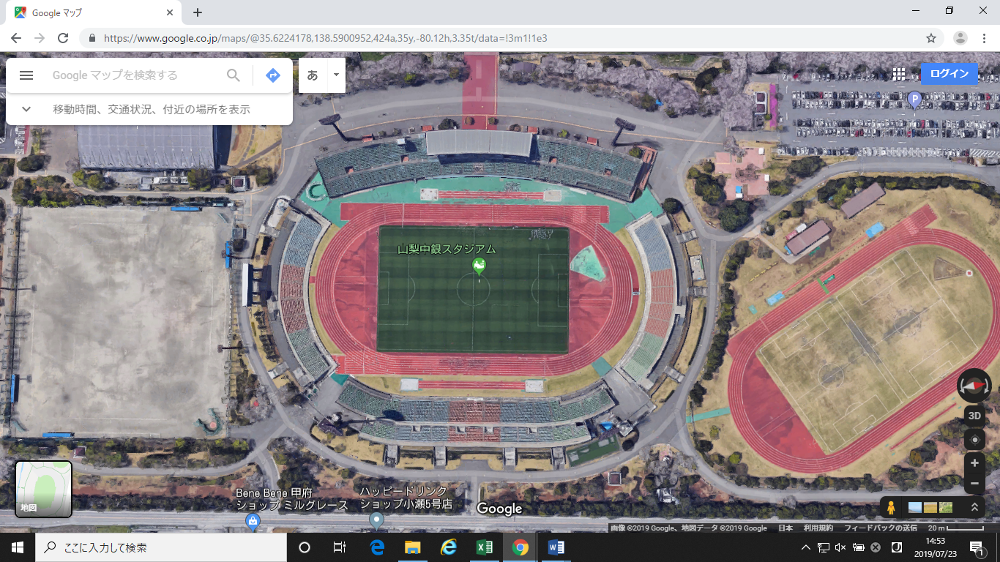 Google マップ
https://www.google.co.jp/maps/@35.6224178,138.5900952,424a,35y,-80.12h,3.35t/data=!3m1!1e3
Google マップを検索する
あ
ログイン
移動時間、交通状況、付近の場所を表示
P
山梨中銀スタジアム
3D
地図
Bene Bene 甲府
ショップ ミルグレース
ハッピードリンク
ショップ小瀬5号店
Google
画像 ©2019 Google、地図データ ©2019 Google 日本 利用規約 フィードバックの送信 20 m
ここに入力して検索
14:53
2019/07/23
1